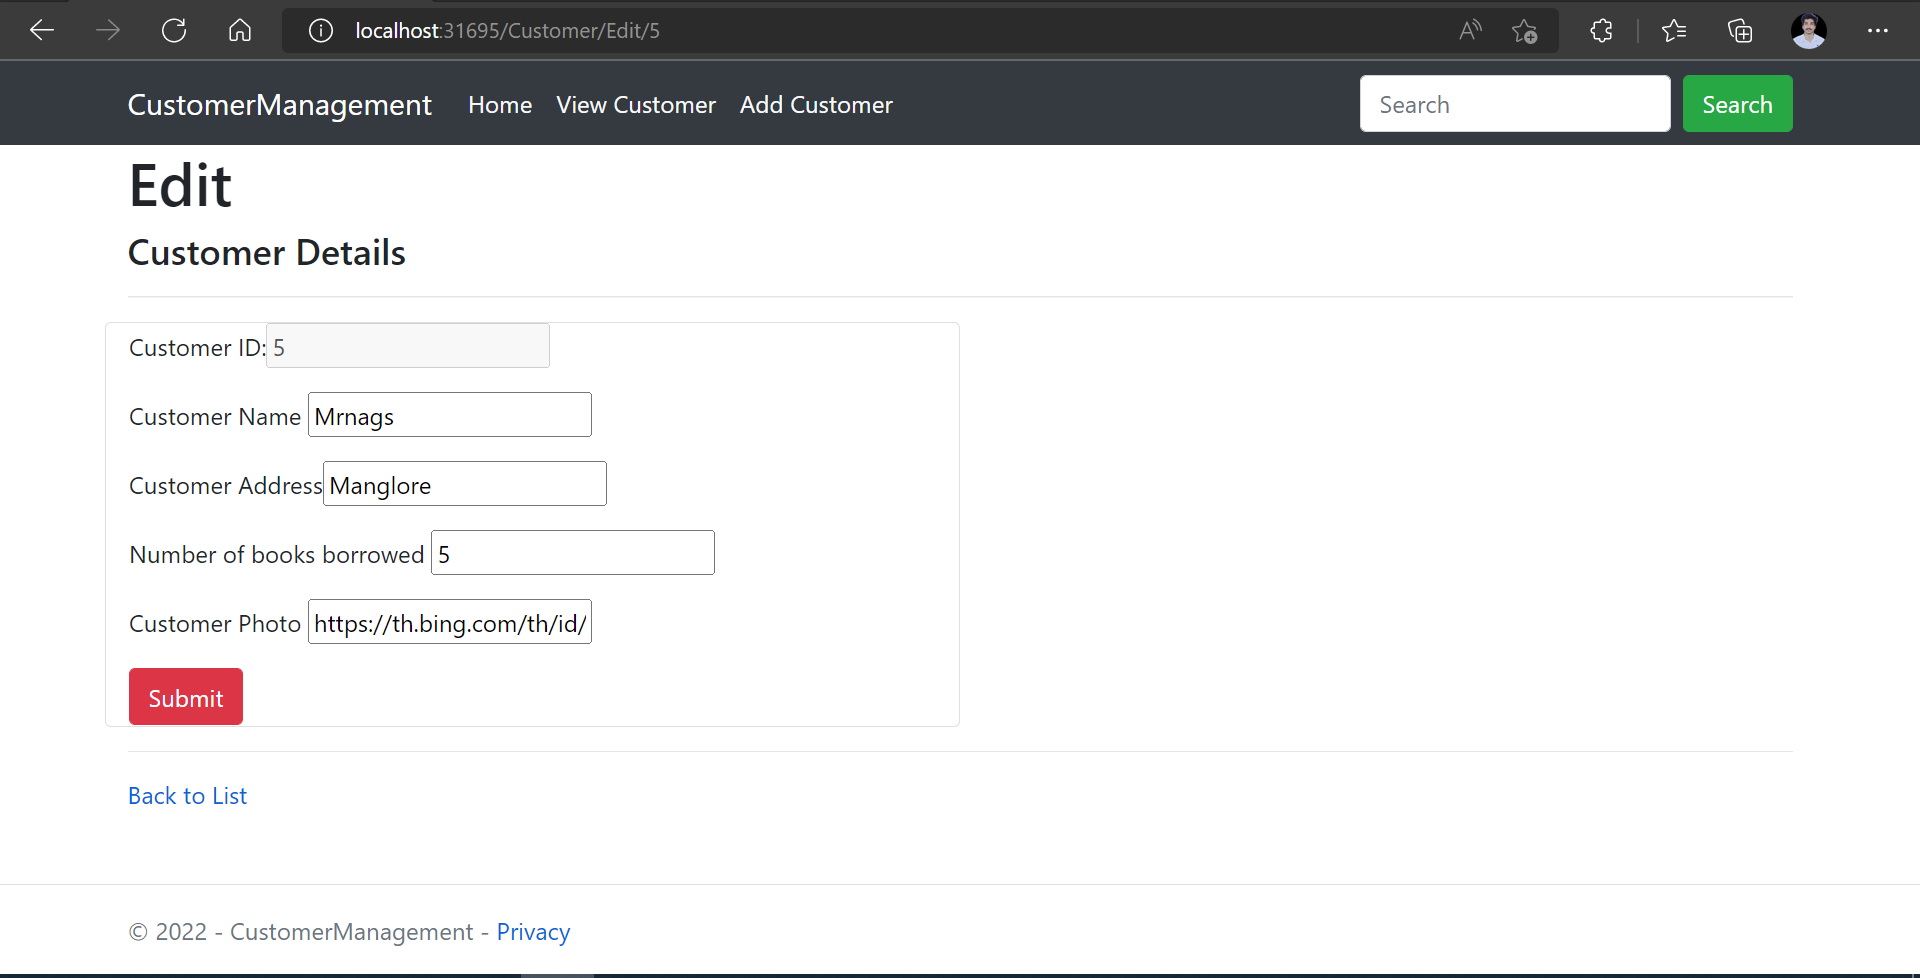 localhost:31695/Customer/Edit/5
CustomerManagement Home View Customer Add Customer Search Search
Edit
Customer Details
Customer ID: 5
Customer Name Mrnags
Customer Address Manglore
Number of books borrowed 5
Customer Photo https://th.bing.com/th/id/
Submit
Back to List
© 2022 - CustomerManagement - Privacy